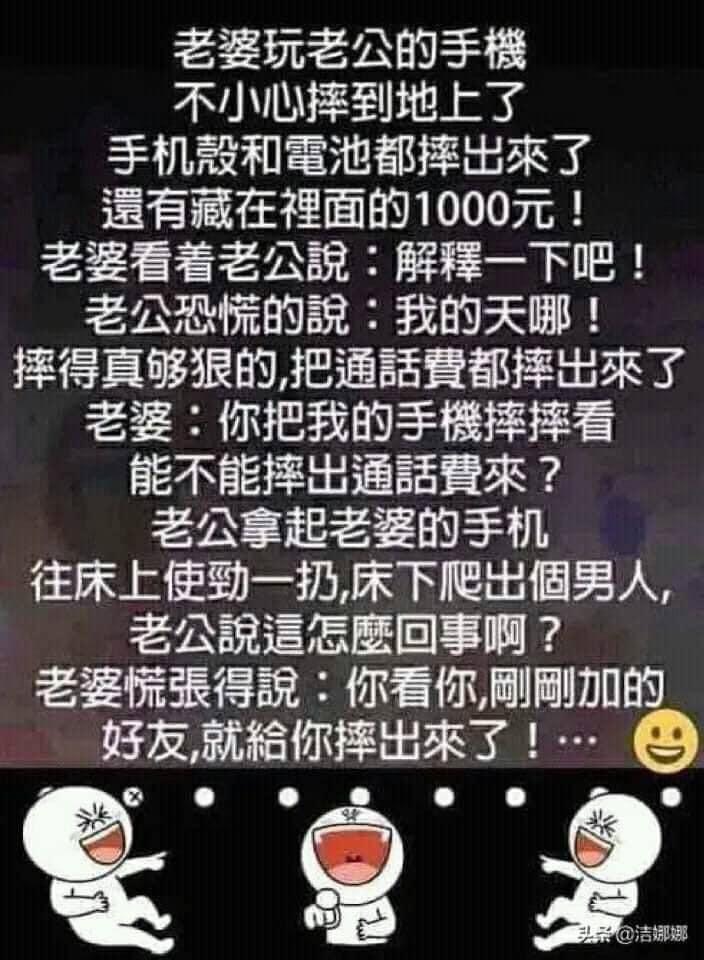 老婆玩老公的手機
不小心摔到地上了
手机殼和電池都摔出來了
還有藏在裡面的1000元！
老婆看着老公說：解釋一下吧！
老公恐慌的說：我的天哪！
摔得真够狠的,把通話費都摔出來了
老婆：你把我的手機摔摔看
能不能摔出通話費來？
老公拿起老婆的手机
往床上使勁一扔,床下爬出個男人,
老公說這怎麼回事啊？
老婆慌張得說：你看你,剛剛加的
好友,就給你摔出來了！…
头条 @洁娜娜